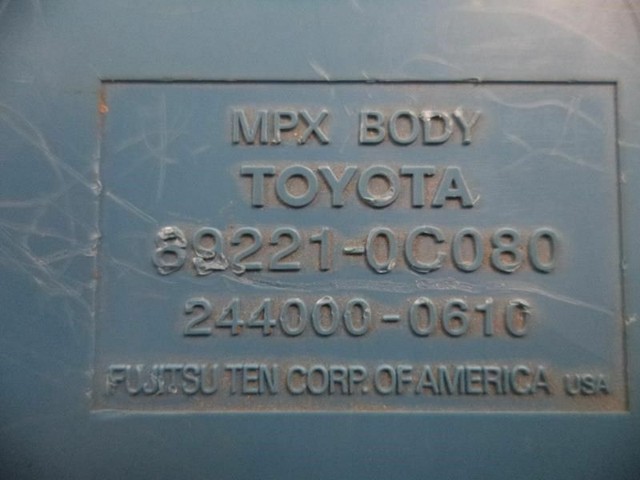 MPX BODY
TOYOTA
89221-0C080
244000-0610
FUJITSU TEN CORP. OF AMERICA USA